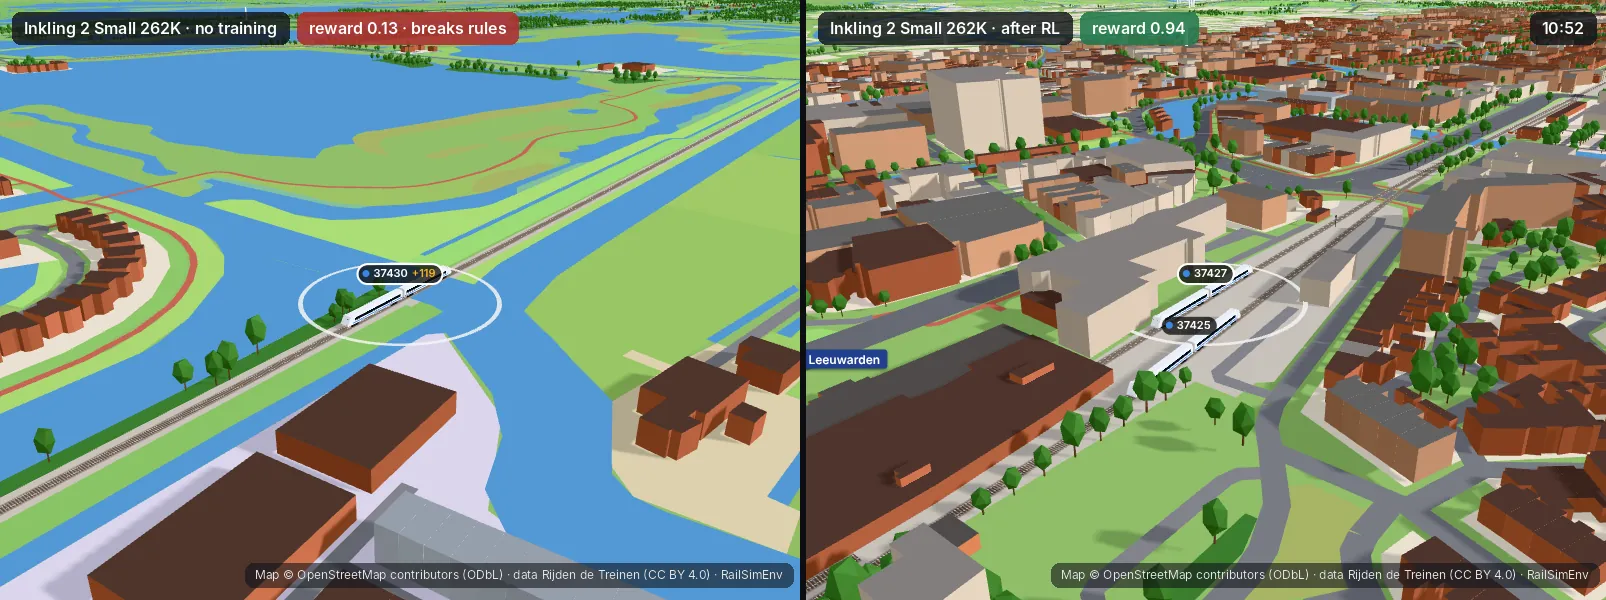 Inkling 2 Small 262K · no training
reward 0.13 · breaks rules
37430 +119
Map © OpenStreetMap contributors (ODbL) · data Rijden de Treinen (CC BY 4.0) · RailSimEnv
Inkling 2 Small 262K · after RL
reward 0.94
10:52
37427
37425
Leeuwarden
Map © OpenStreetMap contributors (ODbL) · data Rijden de Treinen (CC BY 4.0) · RailSimEnv